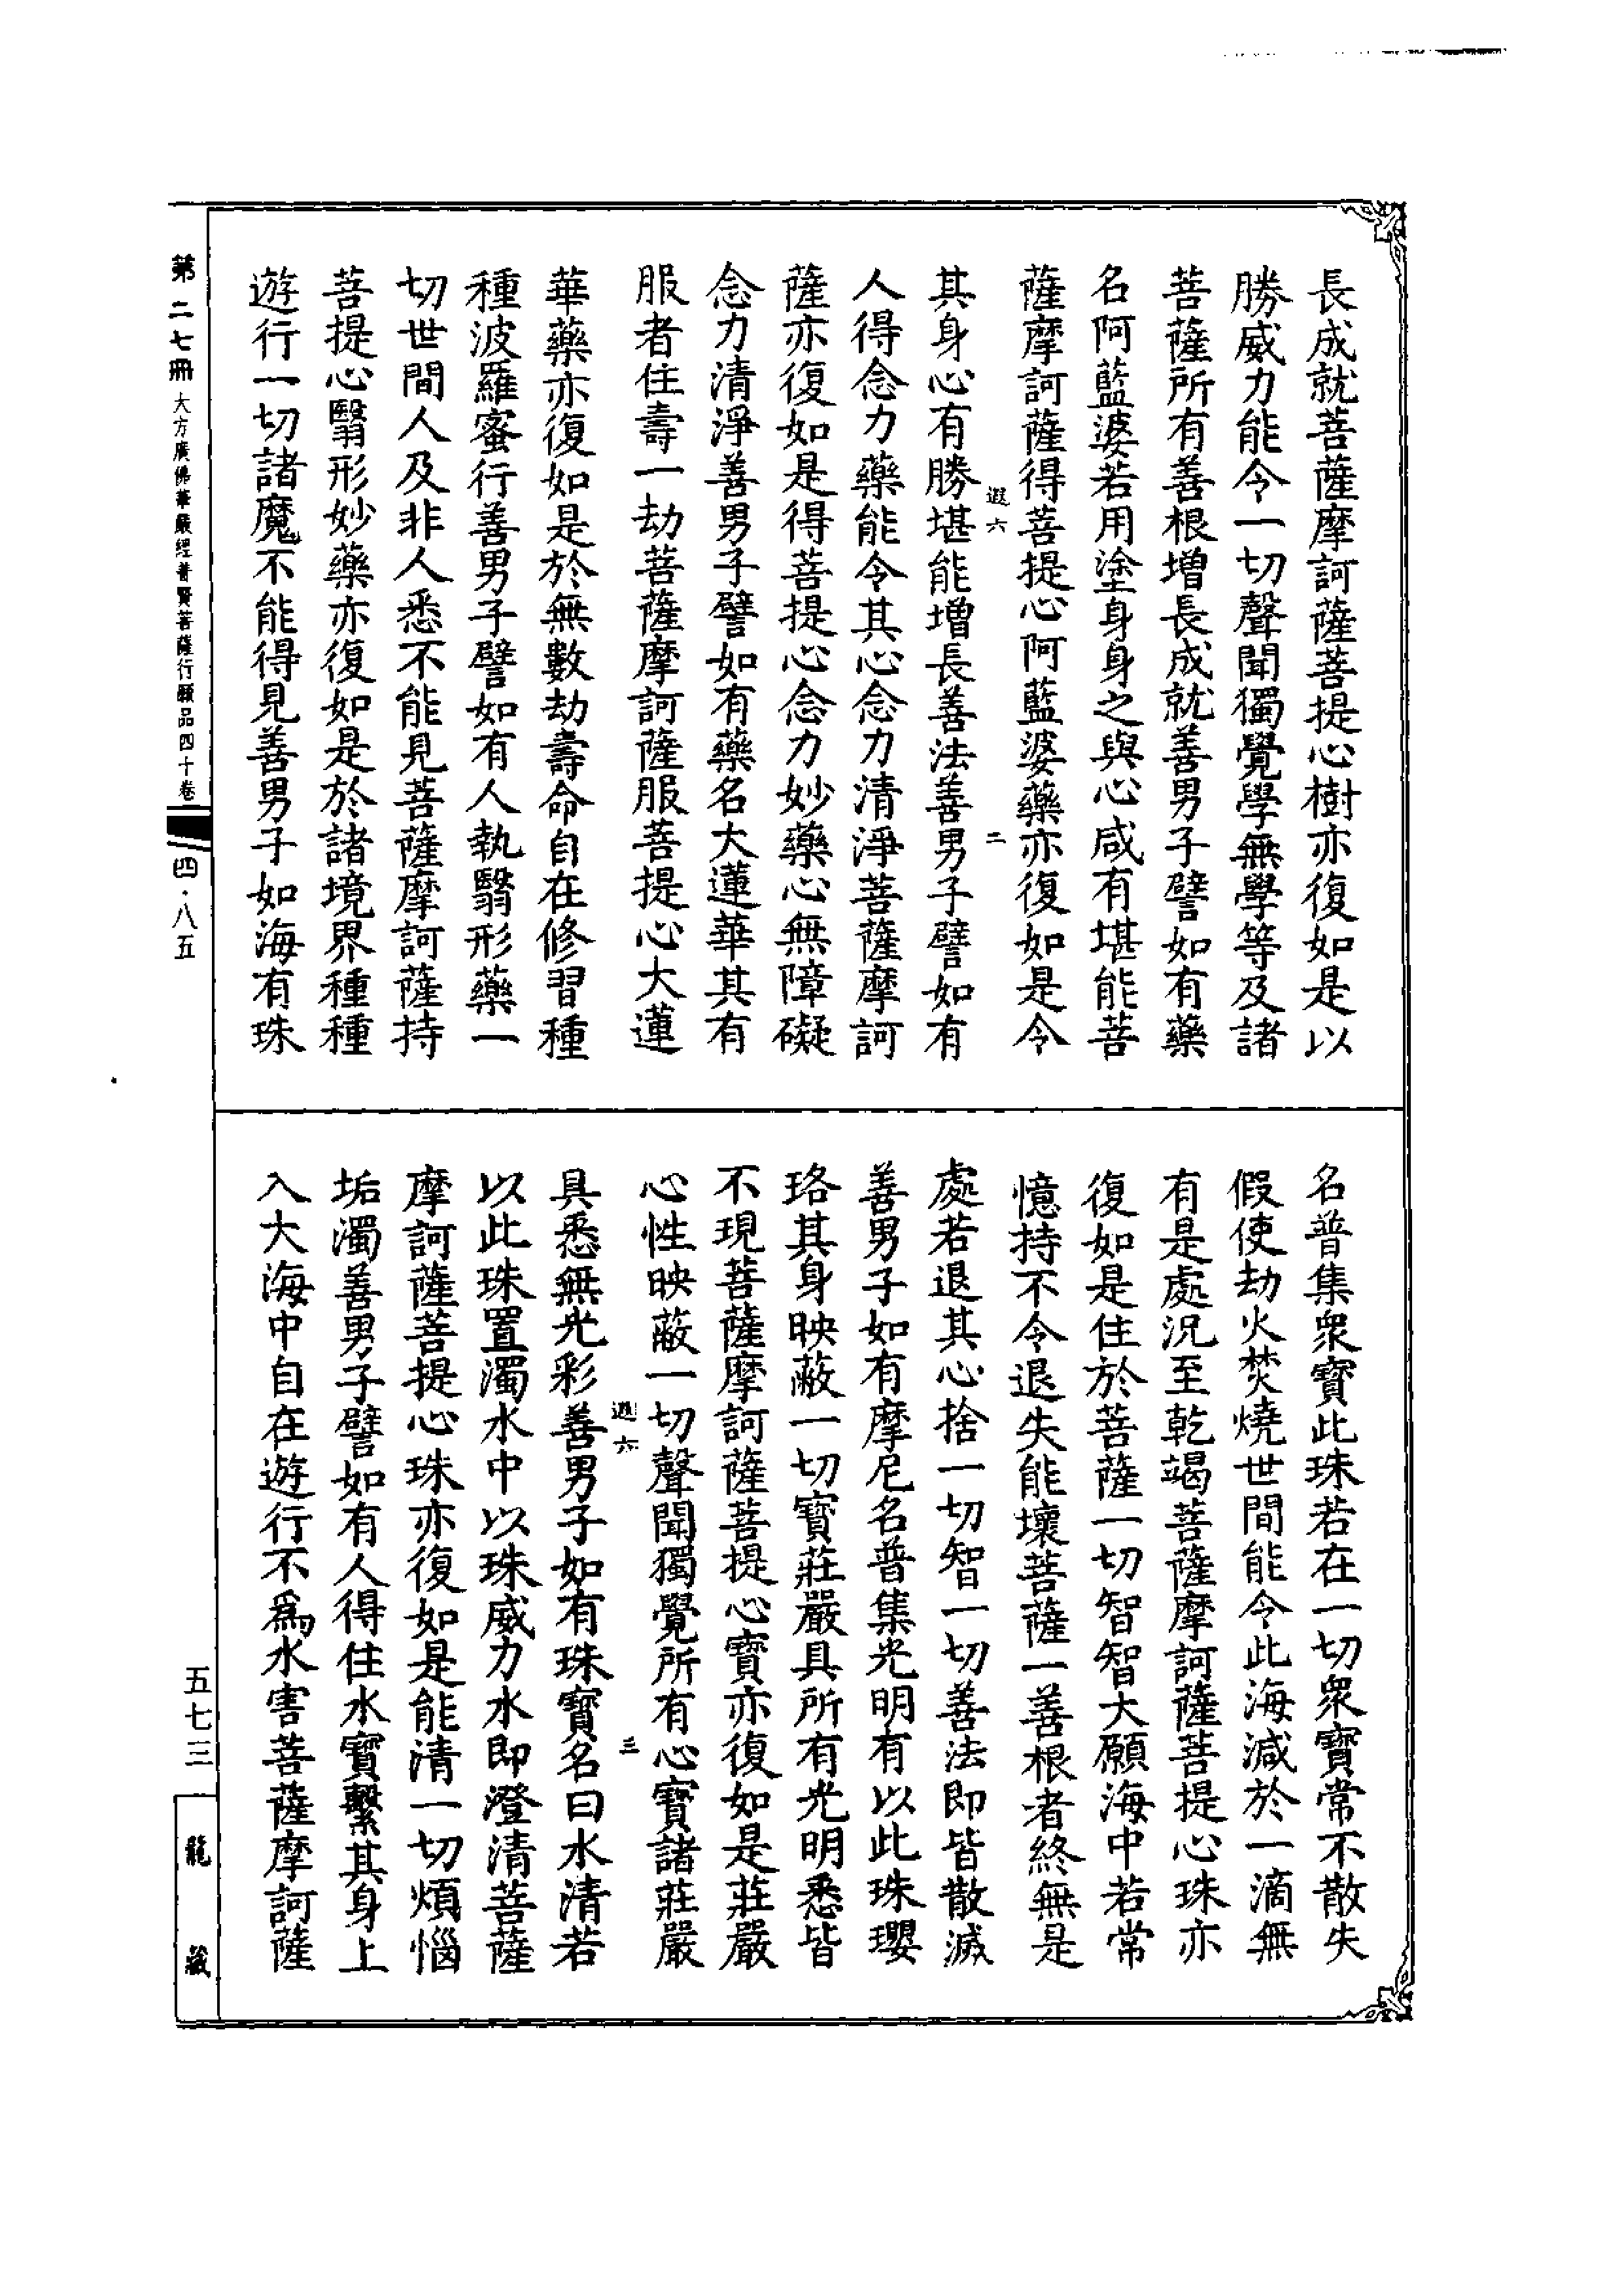 長成就菩薩摩訶薩菩提心樹亦復如是以
勝威力能令一切聲聞獨覺學無學等及諸
菩薩所有善根增長成就善男子譬如有藥
名阿藍婆若用塗身身之與心咸有堪能菩
薩摩訶薩得菩提心阿藍婆藥亦復如是令
遐六 二
其身心有勝堪能增長善法善男子譬如有
人得念力藥能令其心念力清淨菩薩摩訶
薩亦復如是得菩提心念力妙藥心無障礙
念力清淨善男子譬如有藥名大蓮華其有
服者住壽一劫菩薩摩訶薩服菩提心大蓮
華藥亦復如是於無數劫壽命自在修習種
種波羅蜜行善男子譬如有人執翳形藥一
切世間人及非人悉不能見菩薩摩訶薩持
菩提心翳形妙藥亦復如是於諸境界種種
遊行一切諸魔不能得見善男子如海有珠
名普集眾寶此珠若在一切眾寶常不散失
假使劫火焚燒世間能令此海減於一滴無
有是處況至乾竭菩薩摩訶薩菩提心珠亦
復如是住於菩薩一切智智大願海中若常
憶持不令退失能壞菩薩一善根者終無是
處若退其心捨一切智一切善法即皆散滅
善男子如有摩尼名普集光明有以此珠瓔
珞其身映蔽一切寶莊嚴具所有光明悉皆
不現菩薩摩訶薩菩提心寶亦復如是莊嚴
心性映蔽一切聲聞獨覺所有心寶諸莊嚴
遐六 三
具悉無光彩善男子如有珠寶名曰水清若
以此珠置濁水中以珠威力水即澄清菩薩
摩訶薩菩提心珠亦復如是能清一切煩惱
垢濁善男子譬如有人得住水寶繫其身上
入大海中自在遊行不為水害菩薩摩訶薩
第二七冊 大方廣佛華嚴經普賢菩薩行願品四十卷 四·八五
五七三 龍藏